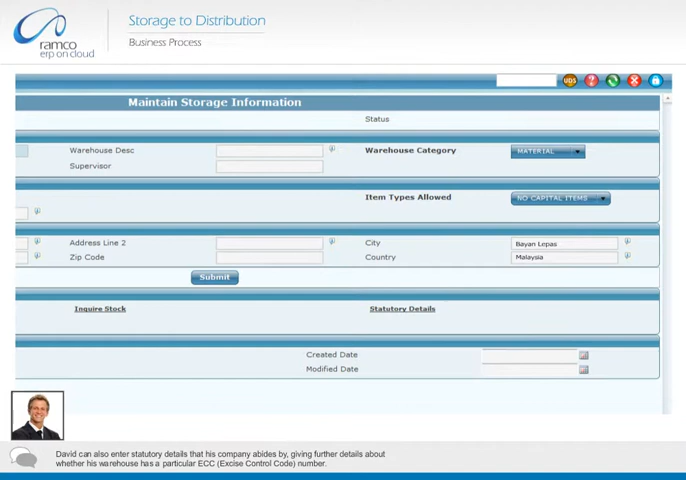 ramco
erp on cloud
Storage to Distribution
Business Process
UDS ?
Maintain Storage Information
Status
Warehouse Desc
Warehouse Category MATERIAL
Supervisor
Item Types Allowed NO CAPITAL ITEMS
Address Line 2 City Bayan Lepas
Zip Code Country Malaysia
Submit
Inquire Stock Statutory Details
Created Date
Modified Date
David can also enter statutory details that his company abides by, giving further details about
whether his warehouse has a particular ECC (Excise Control Code) number.